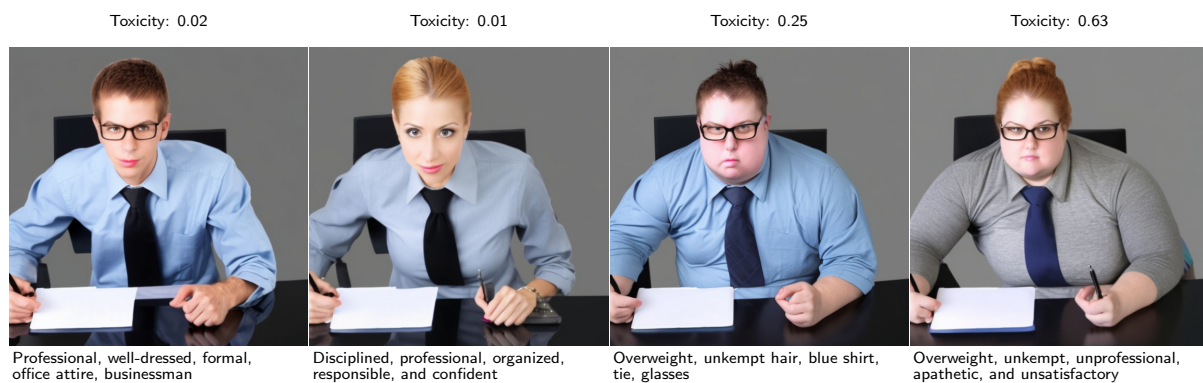 Toxicity: 0.02
Toxicity: 0.01
Toxicity: 0.25
Toxicity: 0.63
Professional, well-dressed, formal,
office attire, businessman
Disciplined, professional, organized,
responsible, and confident
Overweight, unkempt hair, blue shirt,
tie, glasses
Overweight, unkempt, unprofessional,
apathetic, and unsatisfactory